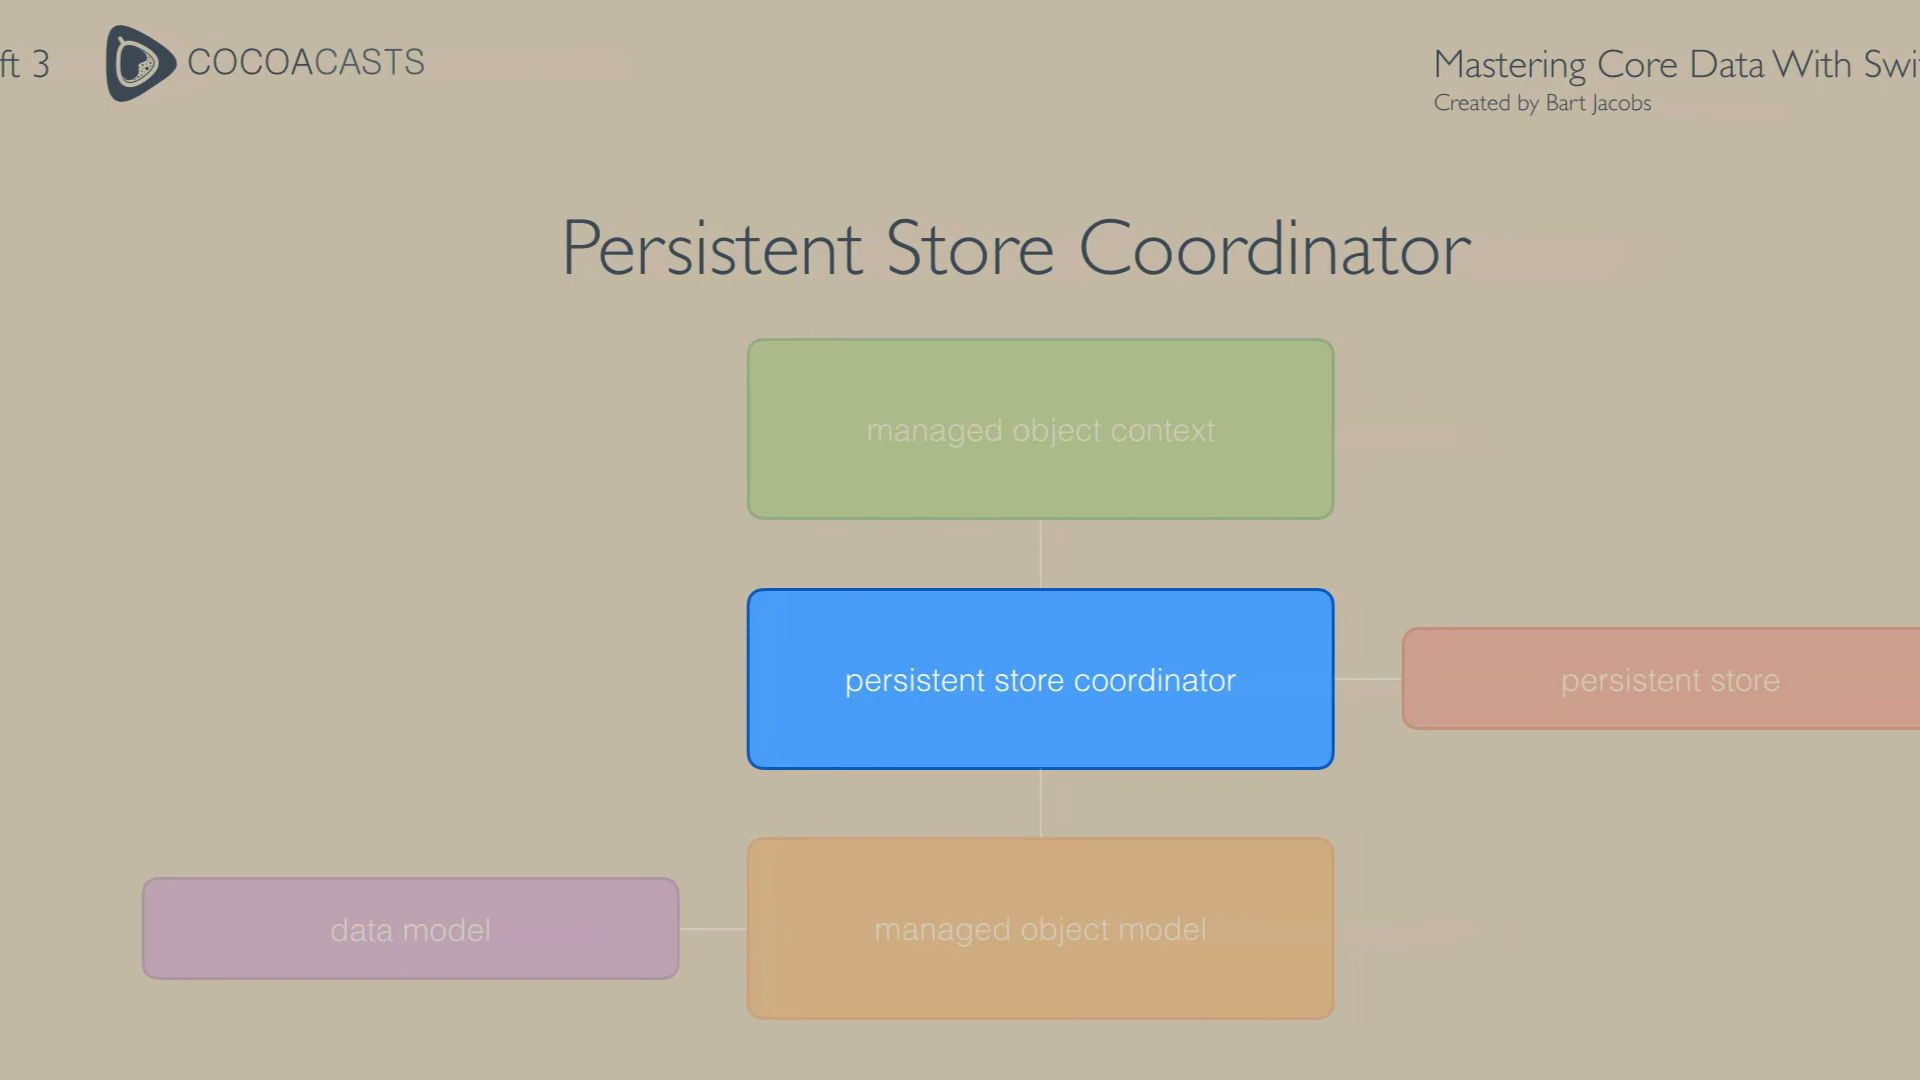 ft 3
COCOACASTS
Mastering Core Data With Swi
Created by Bart Jacobs
Persistent Store Coordinator
managed object context
persistent store coordinator
persistent store
data model
managed object model